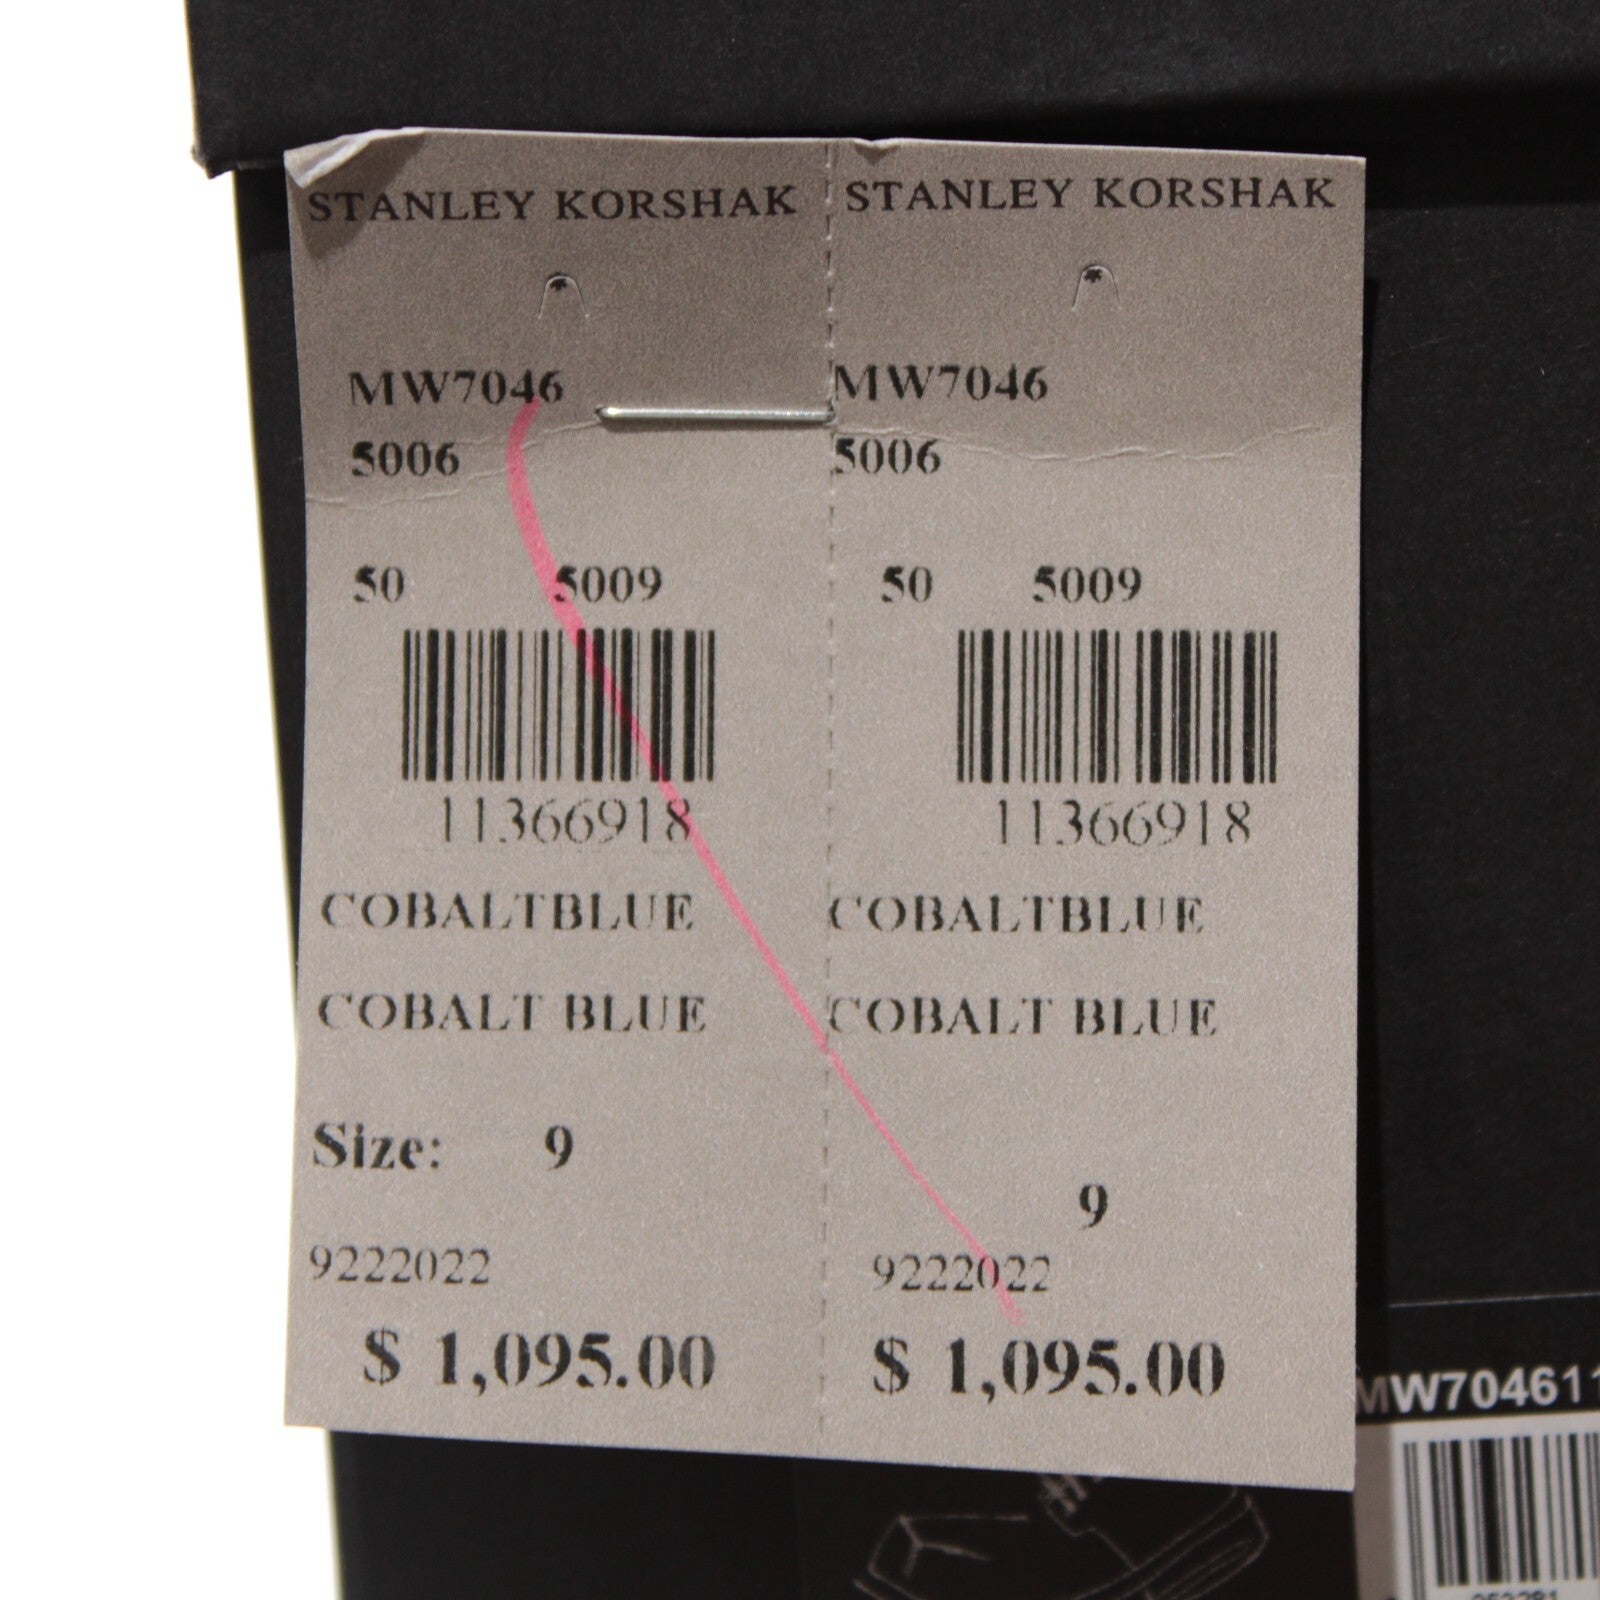 STANLEY KORSHAK
MW7046
5006
50 5009
11366918
COBALTBLUE
COBALT BLUE
Size: 9
9222022
$ 1,095.00
STANLEY KORSHAK
MW7046
5006
50 5009
11366918
COBALTBLUE
COBALT BLUE
9
9222022
$ 1,095.00
MW704611